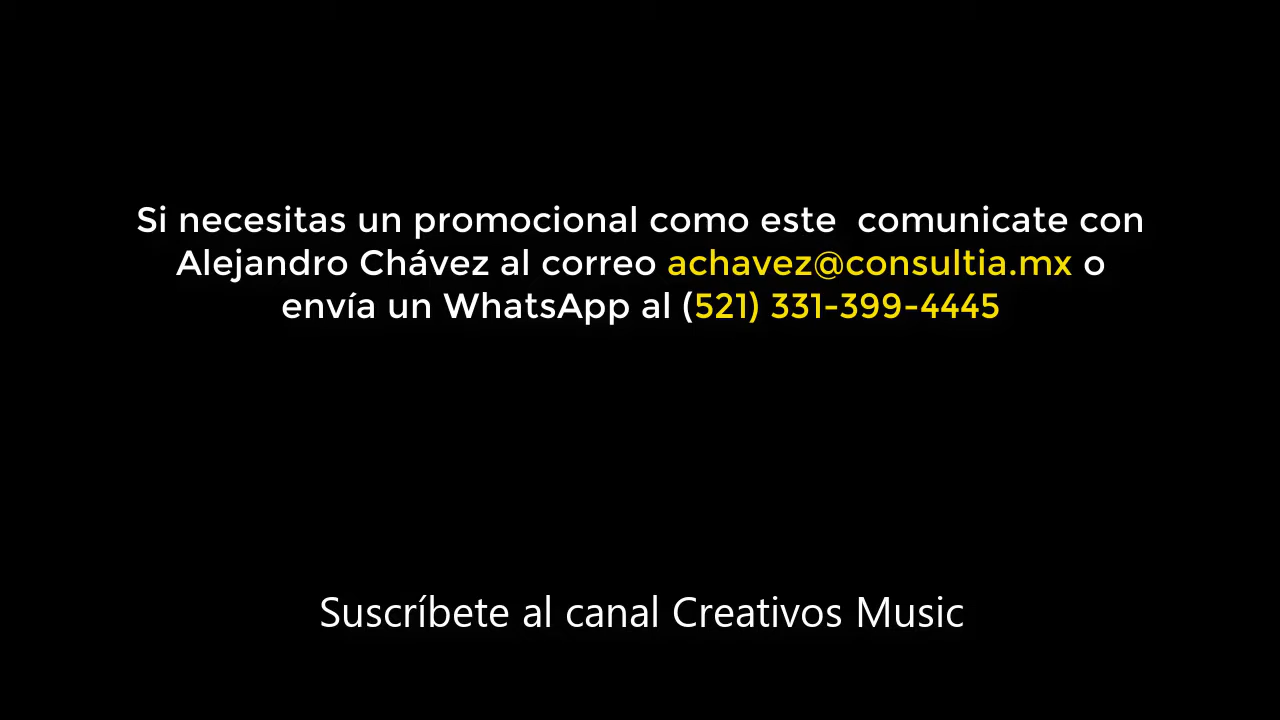 Si necesitas un promocional como este  comunicate con
Alejandro Chávez al correo achavez@consultia.mx o
envía un WhatsApp al (521) 331-399-4445
Suscríbete al canal Creativos Music